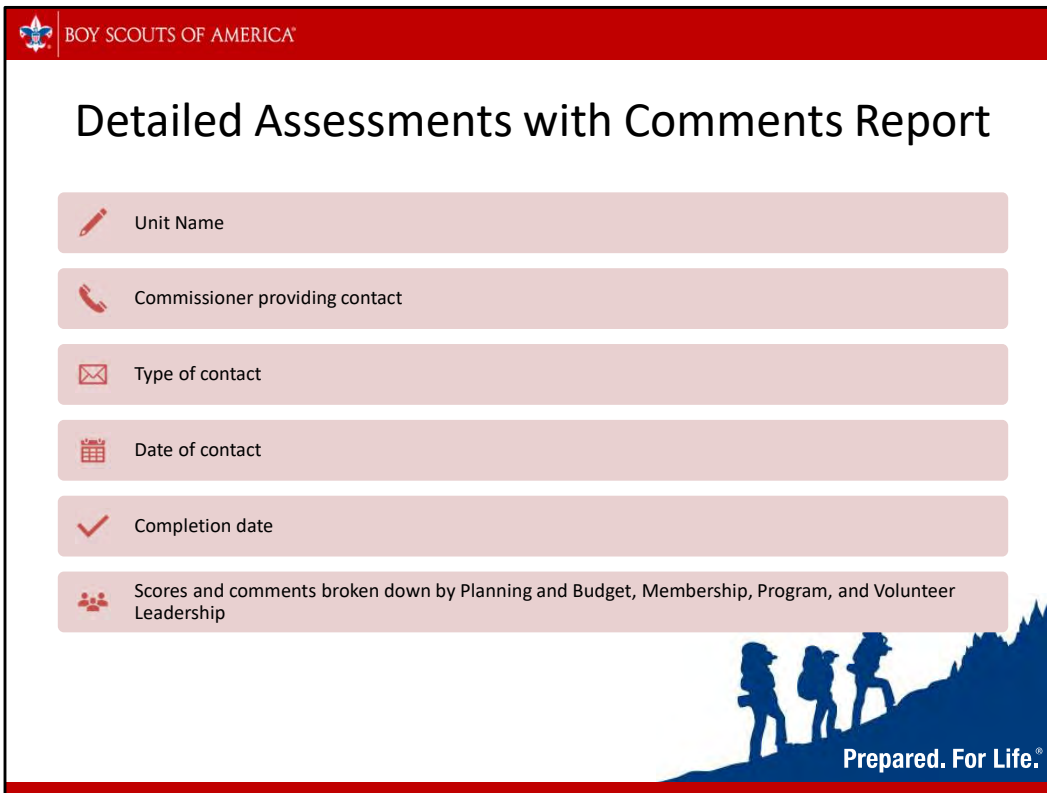 BOY SCOUTS OF AMERICA®
Detailed Assessments with Comments Report
Unit Name
Commissioner providing contact
Type of contact
Date of contact
Completion date
Scores and comments broken down by Planning and Budget, Membership, Program, and Volunteer
Leadership
Prepared. For Life.®